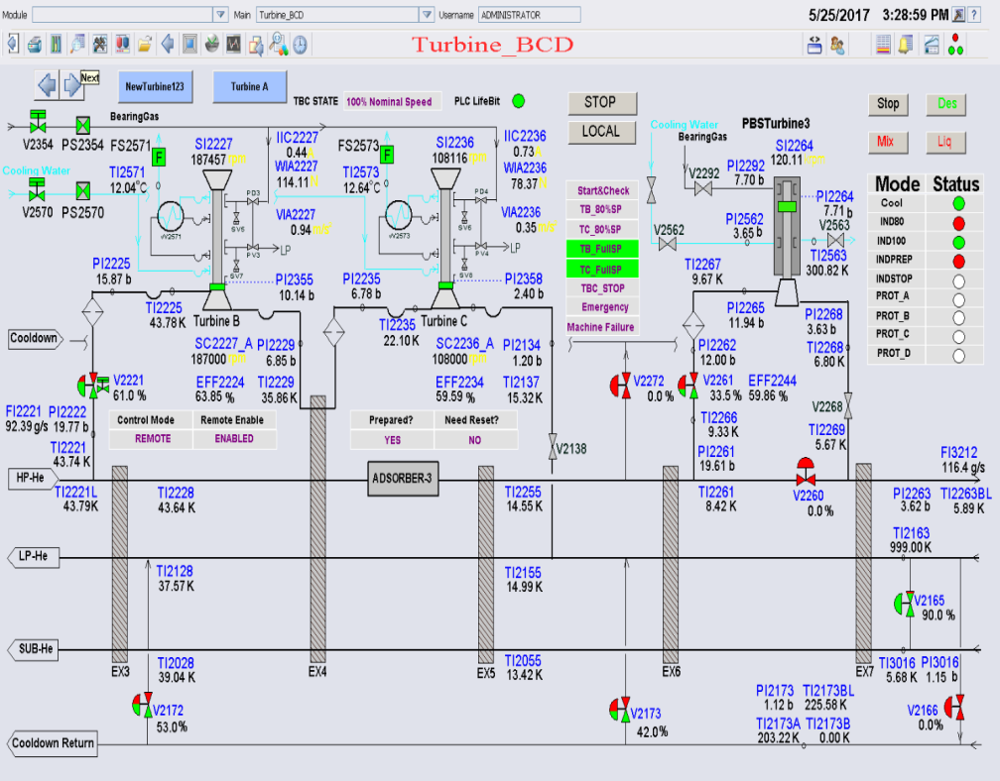 Module
Main Turbine_BCD
Username ADMINISTRATOR
5/25/2017 3:28:59 PM
?
Turbine_BCD
Next
NewTurbine123
Turbine A
TBC STATE 100% Nominal Speed
PLC LifeBit
STOP
LOCAL
Stop
Des
Mix
Liq
BearingGas
V2354
PS2354
FS2571
F
Cooling Water
V2570
PS2570
TI2571
12.04°C
SI2227
187457 rpm
IIC2227
0.44
WIA2227
114.11
VIA2227
0.94
W2571
PD3
SV5
PV3
LP
SV7
FS2573
F
TI2573
12.64°C
SI2236
108116 rpm
IIC2236
0.73
WIA2236
78.37
VIA2236
0.35
W2573
PD4
SV6
PV4
LP
SV8
Cooling Water
BearingGas
PBSTurbine3
SI2264
120.11 rpm
PI2292
7.70 b
V2292
PI2264
7.71 b
V2563
PI2562
3.65 b
V2562
TI2563
300.82 K
Start&Check
TB_80%SP
TC_80%SP
TB_FullSP
TC_FullSP
TBC_STOP
Emergency
Machine Failure
Mode Status
Cool
IND80
IND100
INDPREP
INDSTOP
PROT_A
PROT_B
PROT_C
PROT_D
PI2225
15.87 b
TI2225
43.78 K
PI2355
10.14 b
Turbine B
PI2235
6.78 b
TI2235
22.10 K
PI2358
2.40 b
Turbine C
TI2267
9.67 K
PI2265
11.94 b
PI2268
3.63 b
TI2268
6.80 K
Cooldown
SC2227_A
187000 rpm
PI2229
6.85 b
SC2236_A
108000 rpm
PI2134
1.20 b
PI2262
12.00 b
V2221
61.0 %
EFF2224
63.85 %
TI2229
35.86 K
EFF2234
59.59 %
TI2137
15.32 K
V2272
0.0 %
V2261
33.5 %
EFF2244
59.86 %
FI2221
92.39 g/s
PI2222
19.77 b
TI2221
43.74 K
Control Mode
Remote Enable
REMOTE
ENABLED
Prepared?
Need Reset?
YES
NO
V2138
TI2266
9.33 K
PI2261
19.61 b
V2268
TI2269
5.67 K
FI3212
116.4 g/s
HP-He
ADSORBER-3
TI2221L
43.79K
TI2228
43.64 K
TI2255
14.55 K
TI2261
8.42 K
V2260
0.0 %
PI2263
3.62 b
TI2263BL
5.89 K
TI2163
999.00 K
LP-He
TI2128
37.57 K
TI2155
14.99 K
V2165
90.0 %
SUB-He
EX3
TI2028
39.04 K
EX4
EX5
TI2055
13.42 K
EX6
EX7
TI3016
5.68 K
PI3016
1.15 b
V2172
53.0%
V2173
42.0%
PI2173
1.12 b
TI2173BL
225.58 K
TI2173A
203.22 K
TI2173B
0.00 K
V2166
0.0%
Cooldown Return